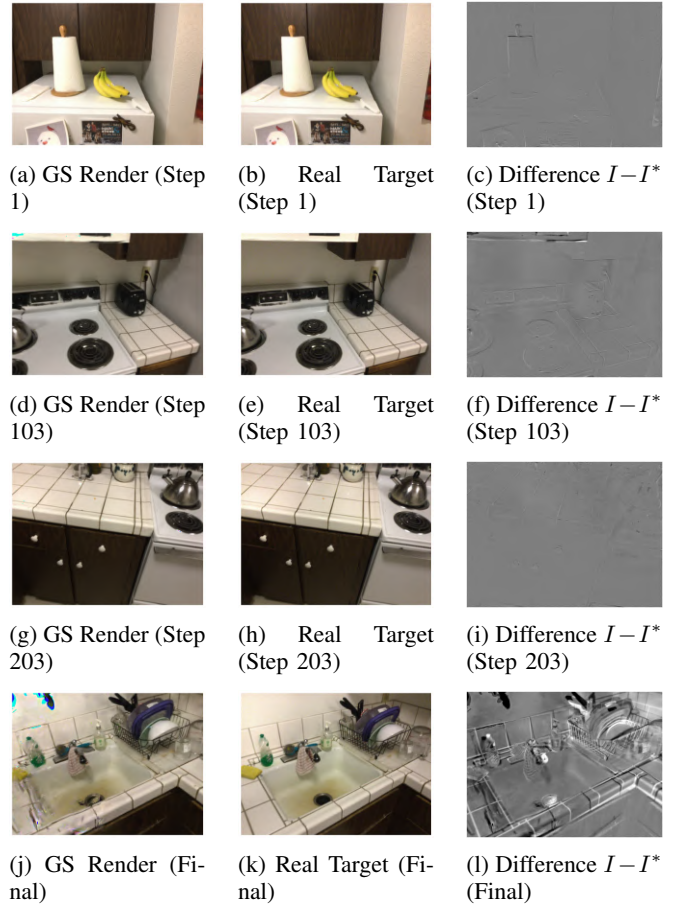 (a) GS Render (Step
1)
(b) Real Target
(Step 1)
(c) Difference I−I*
(Step 1)
(d) GS Render (Step
103)
(e) Real Target
(Step 103)
(f) Difference I−I*
(Step 103)
(g) GS Render (Step
203)
(h) Real Target
(Step 203)
(i) Difference I−I*
(Step 203)
(j) GS Render (Fi-
nal)
(k) Real Target (Fi-
nal)
(l) Difference I−I*
(Final)